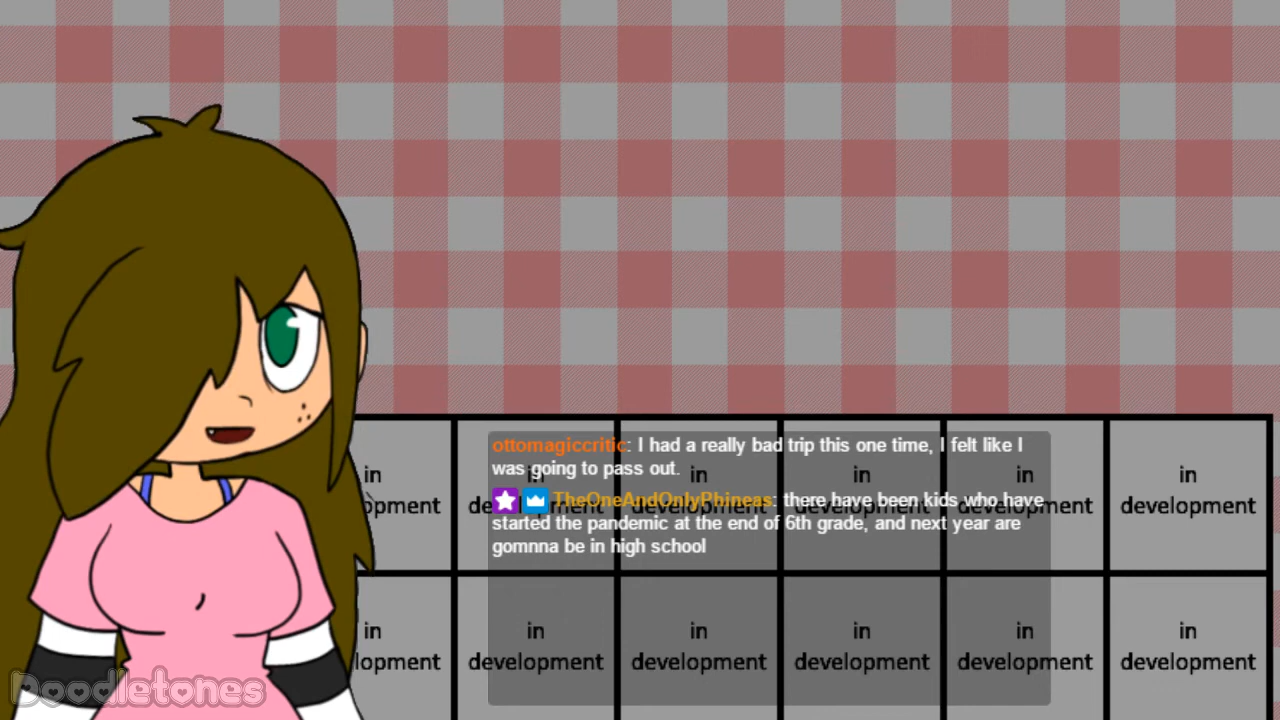 ottomagiccritic: I had a really bad trip this one time, I felt like I
was going to pass out.
TheOneAndOnlyPhineas: there have been kids who have
started the pandemic at the end of 6th grade, and next year are
gomnna be in high school
in development
in development
in development
in development
in development
in development
in
in development
in development
in development
in development
in development
Doodletones